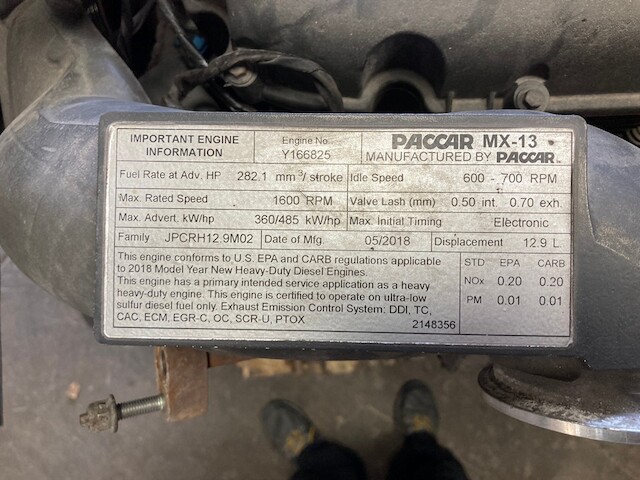 IMPORTANT ENGINE INFORMATION
Engine No
Y166825
PACCAR MX-13
MANUFACTURED BY PACCAR
Fuel Rate at Adv. HP 282.1 mm³/ stroke
Idle Speed 600 - 700 RPM
Max. Rated Speed 1600 RPM
Valve Lash (mm) 0.50 int. 0.70 exh.
Max. Advert. kW/hp 360/485 kW/hp
Max. Initial Timing Electronic
Family JPCRH12.9M02
Date of Mfg. 05/2018
Displacement 12.9 L
This engine conforms to U.S. EPA and CARB regulations applicable
to 2018 Model Year New Heavy-Duty Diesel Engines.
This engine has a primary intended service application as a heavy
heavy-duty engine. This engine is certified to operate on ultra-low
sulfur diesel fuel only. Exhaust Emission Control System: DDI, TC,
CAC, ECM, EGR-C, OC, SCR-U, PTOX
2148356
STD EPA CARB
NOx 0.20 0.20
PM 0.01 0.01